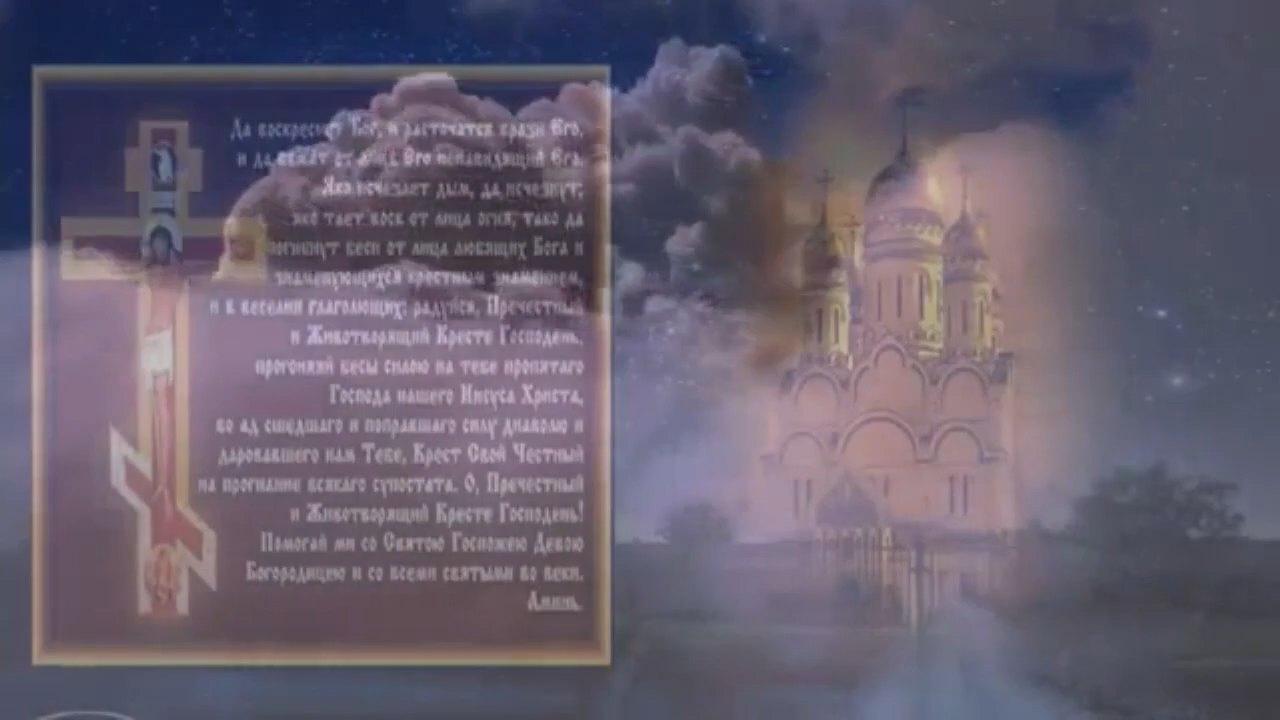 Да воскреснет Бог, и расточатся врази Его,
и да бежат от лица Его ненавидящии Его.
Яко исчезает дым, да исчезнут;
яко тает воск от лица огня, тако да
погибнут беси от лица любящих Бога и
знаменующихся крестным знамением,
и в веселии глаголющих: радуйся, Пречестный
и Животворящий Кресте Господень,
прогоняяй бесы силою на тебе пропятаго
Господа нашего Иисуса Христа,
во ад сшедшаго и поправшаго силу диаволю и
даровавшего нам Тебе, Крест Свой Честный
на прогнание всякаго супостата. О, Пречестный
и Животворящий Кресте Господень!
Помогай ми со Святою Госпожею Девою
Богородицею и со всеми святыми во веки.
Аминь.